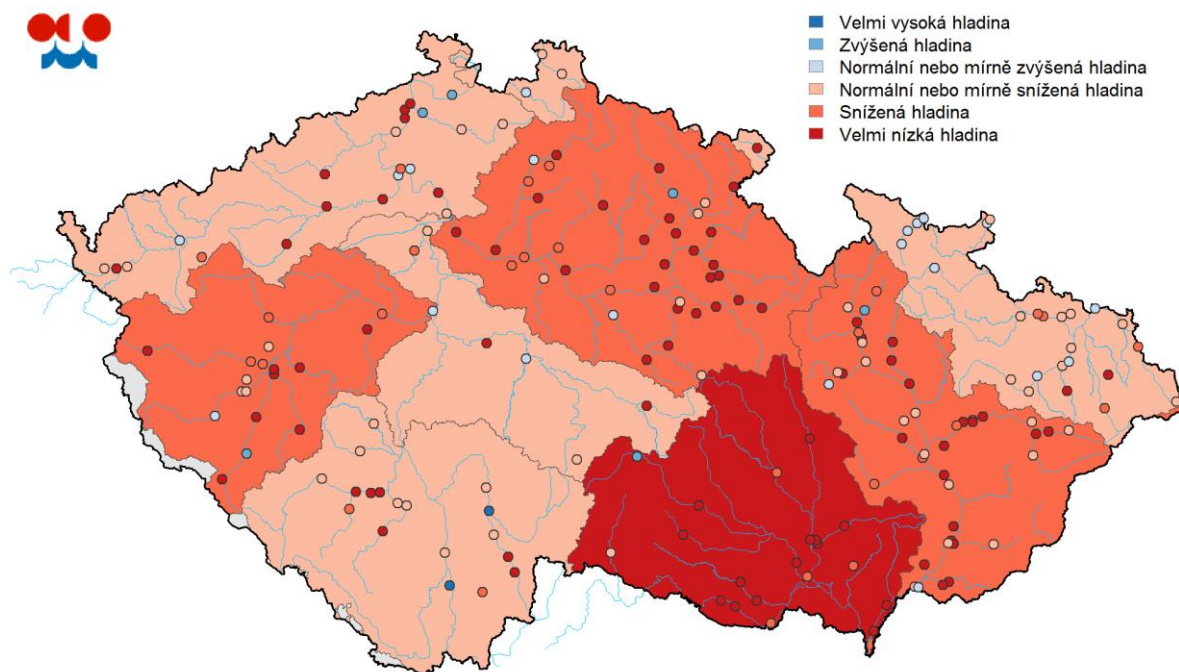 Velmi vysoká hladina
Zvýšená hladina
Normální nebo mírně zvýšená hladina
Normální nebo mírně snížená hladina
Snížená hladina
Velmi nízká hladina